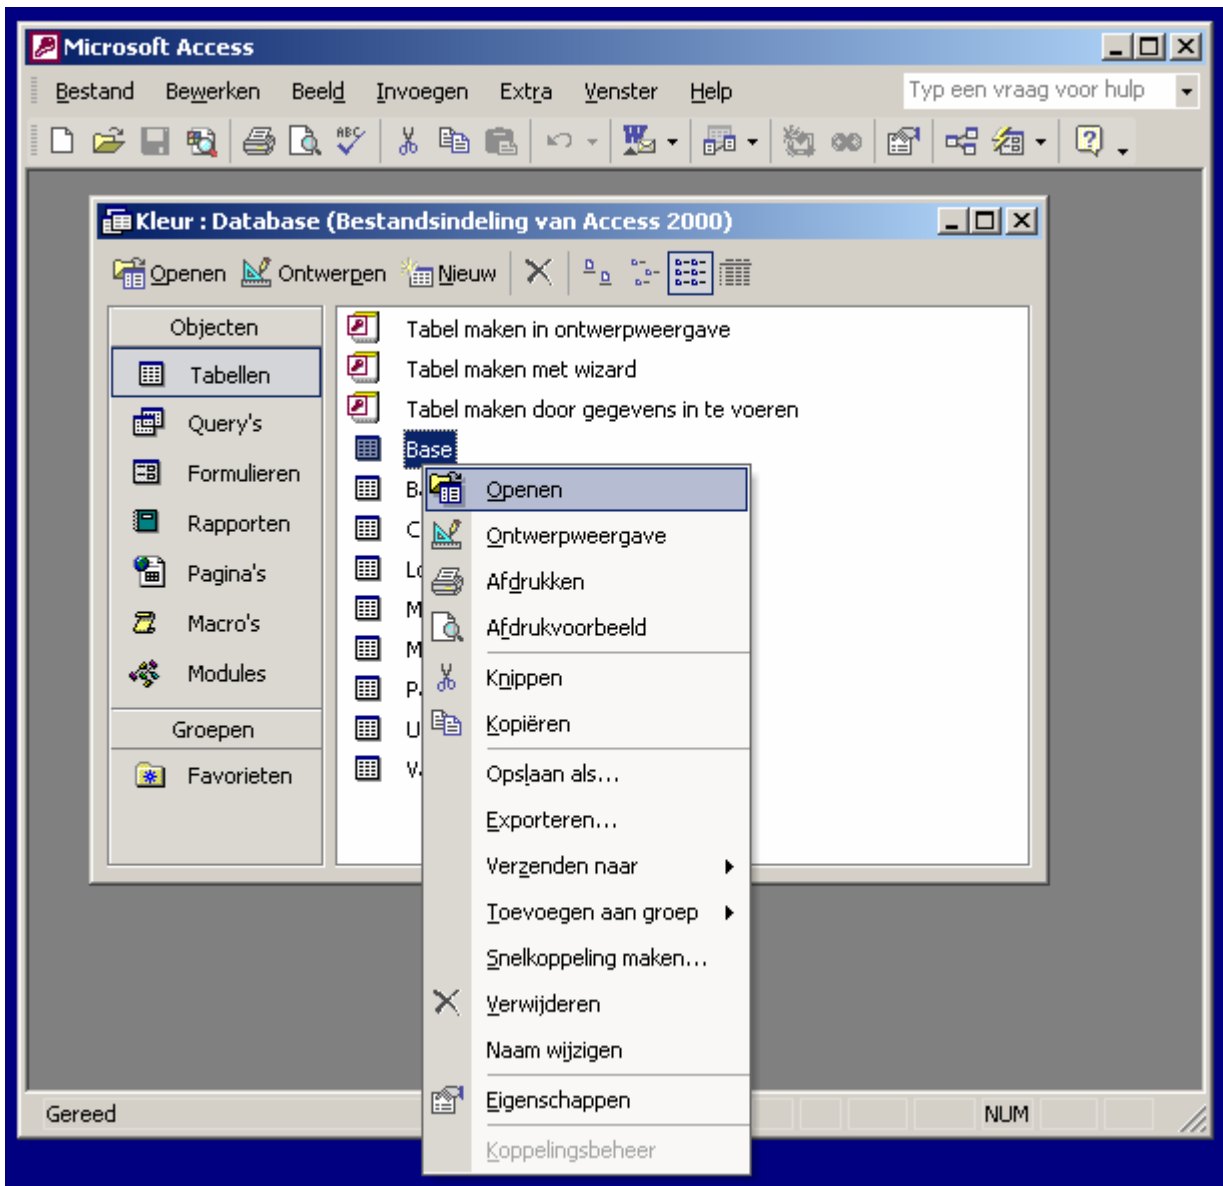 Microsoft Access
Bestand Bewerken Beeld Invoegen Extra Venster Help Typ een vraag voor hulp
Kleur : Database (Bestandsindeling van Access 2000)
Openen Ontwerpen Nieuw
Objecten
Tabellen
Query's
Formulieren
Rapporten
Pagina's
Macro's
Modules
Groepen
Favorieten
Tabel maken in ontwerpweergave
Tabel maken met wizard
Tabel maken door gegevens in te voeren
Base
Openen
Ontwerpweergave
Afdrukken
Afdrukvoorbeeld
Knippen
Kopiëren
Opslaan als...
Exporteren...
Verzenden naar
Toevoegen aan groep
Snelkoppeling maken...
Verwijderen
Naam wijzigen
Eigenschappen
Koppelingsbeheer
Gereed NUM